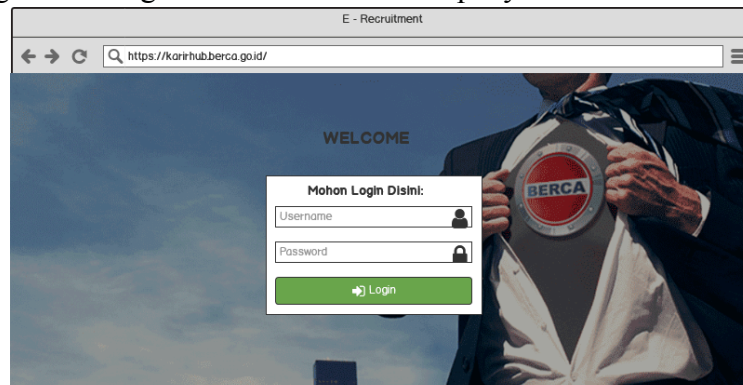 E - Recruitment
https://karirhub.berca.go.id/
WELCOME
Mohon Login Disini:
Username
Password
Login
BERCA